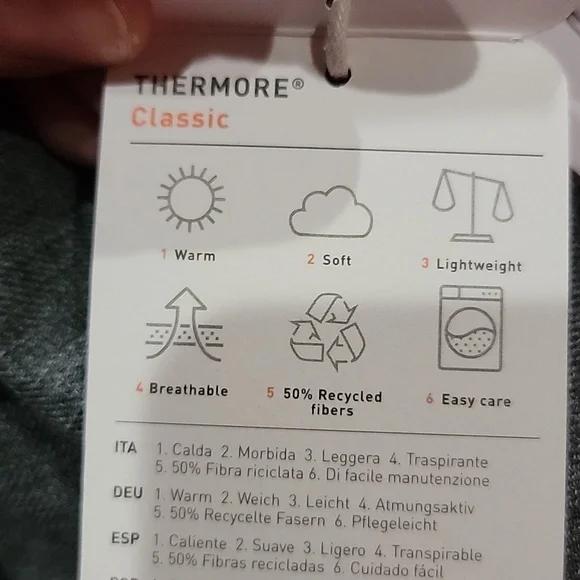 THERMORE®
Classic
1 Warm
2 Soft
3 Lightweight
4 Breathable
5 50% Recycled
fibers
6 Easy care
ITA 1. Calda 2. Morbida 3. Leggera 4. Traspirante
5. 50% Fibra riciclata 6. Di facile manutenzione
DEU 1. Warm 2. Weich 3. Leicht 4. Atmungsaktiv
5. 50% Recycelte Fasern 6. Pflegeleicht
ESP 1. Caliente 2. Suave 3. Ligero 4. Transpirable
5. 50% Fibras recicladas 6. Cuidado fácil